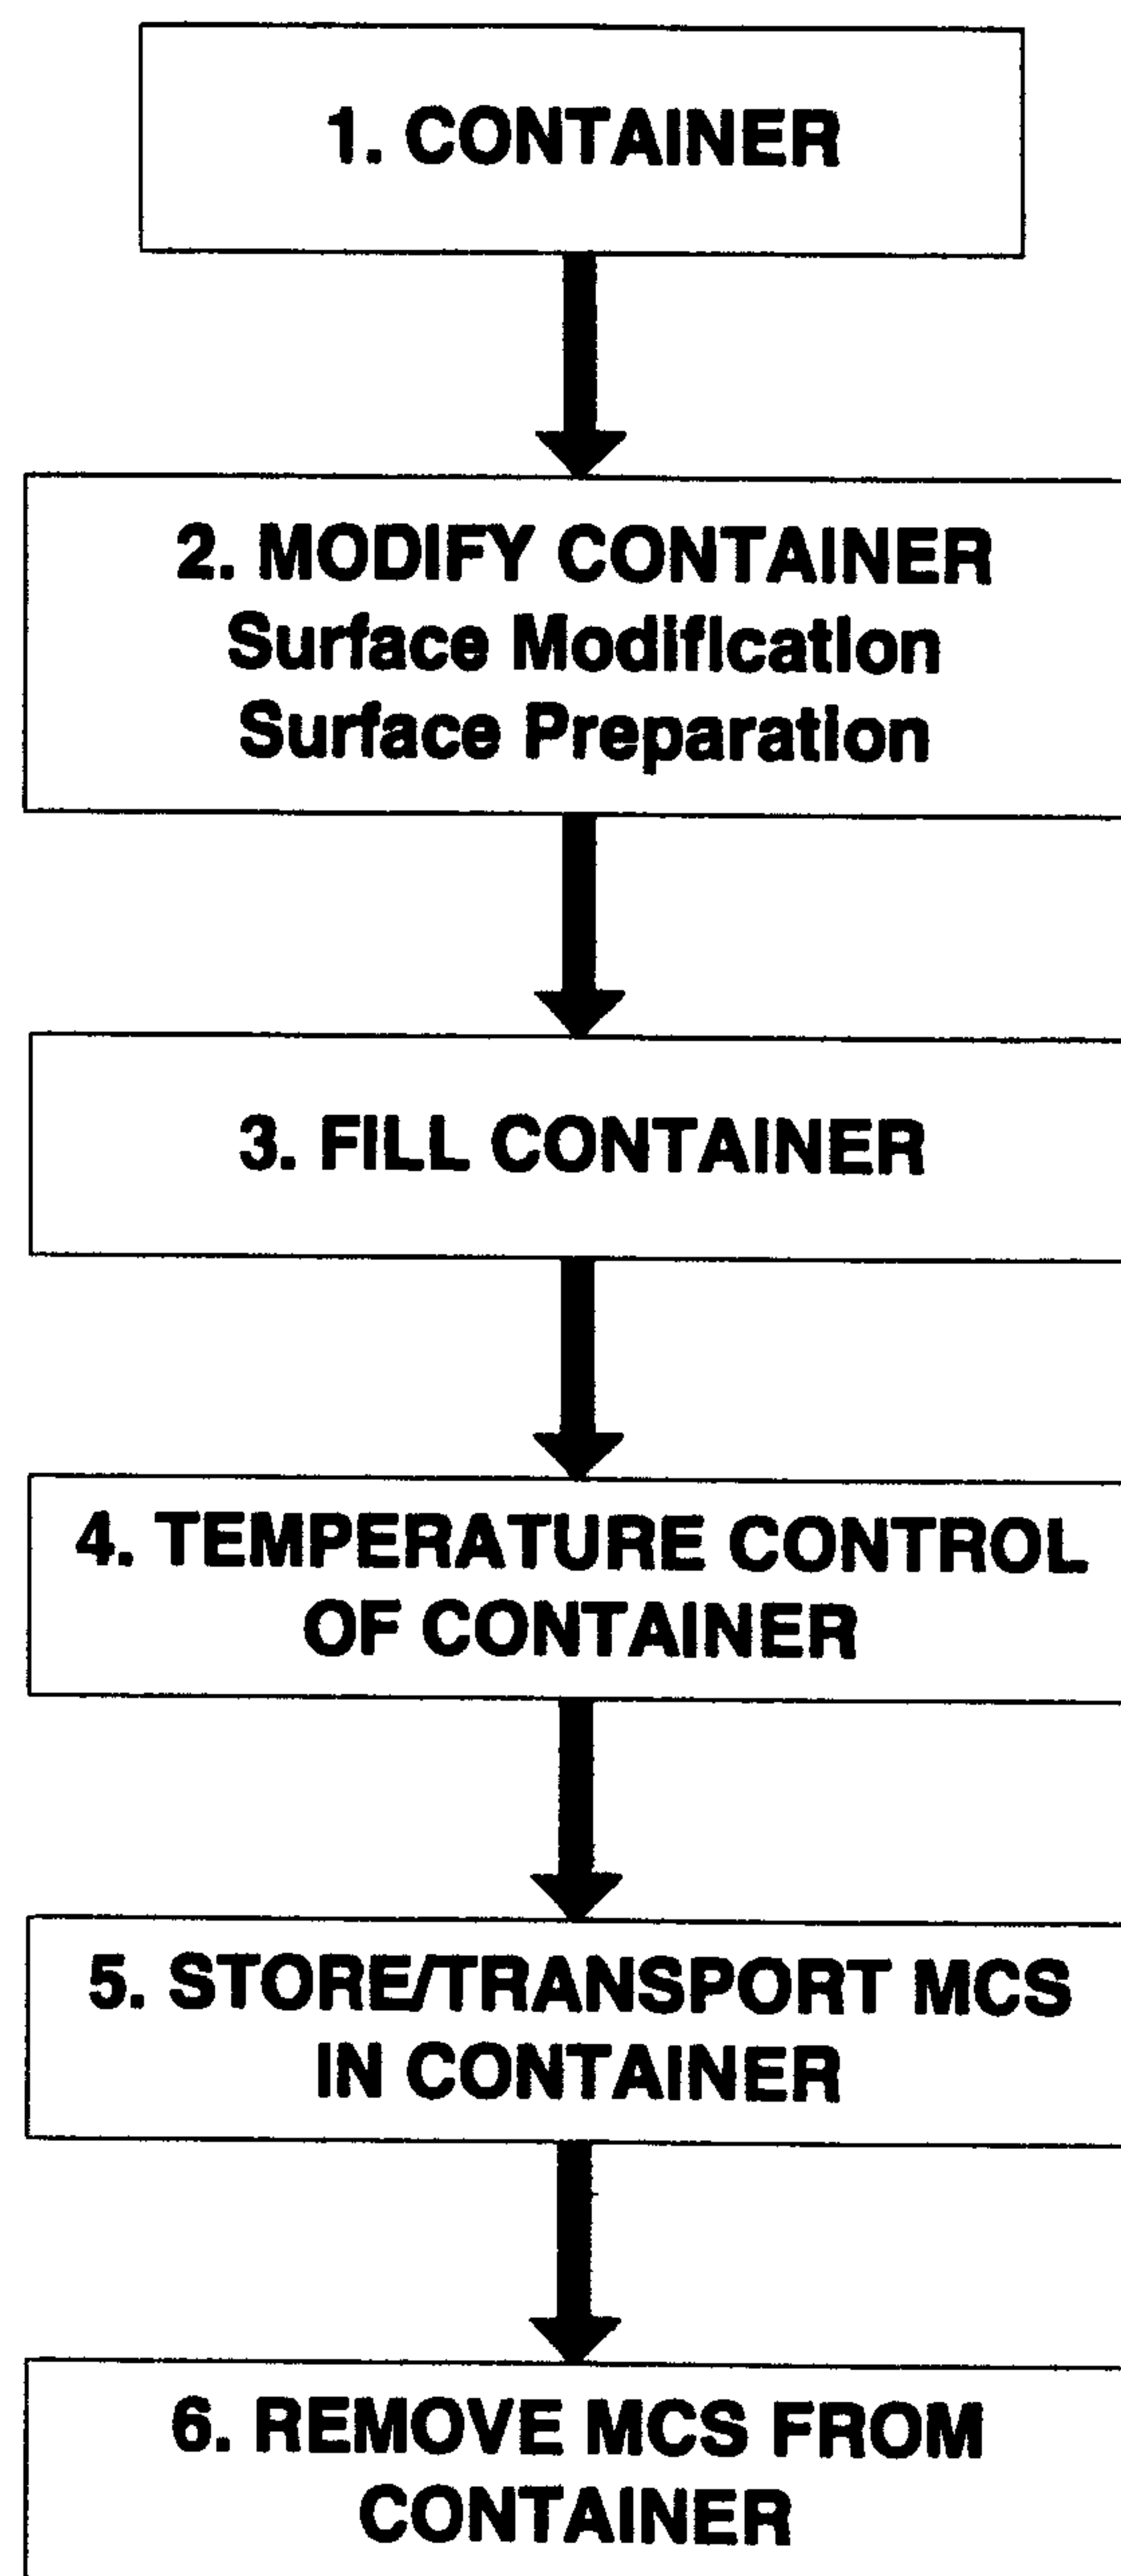 1. CONTAINER
2. MODIFY CONTAINER
Surface Modification
Surface Preparation
3. FILL CONTAINER
4. TEMPERATURE CONTROL
OF CONTAINER
5. STORE/TRANSPORT MCS
IN CONTAINER
6. REMOVE MCS FROM
CONTAINER